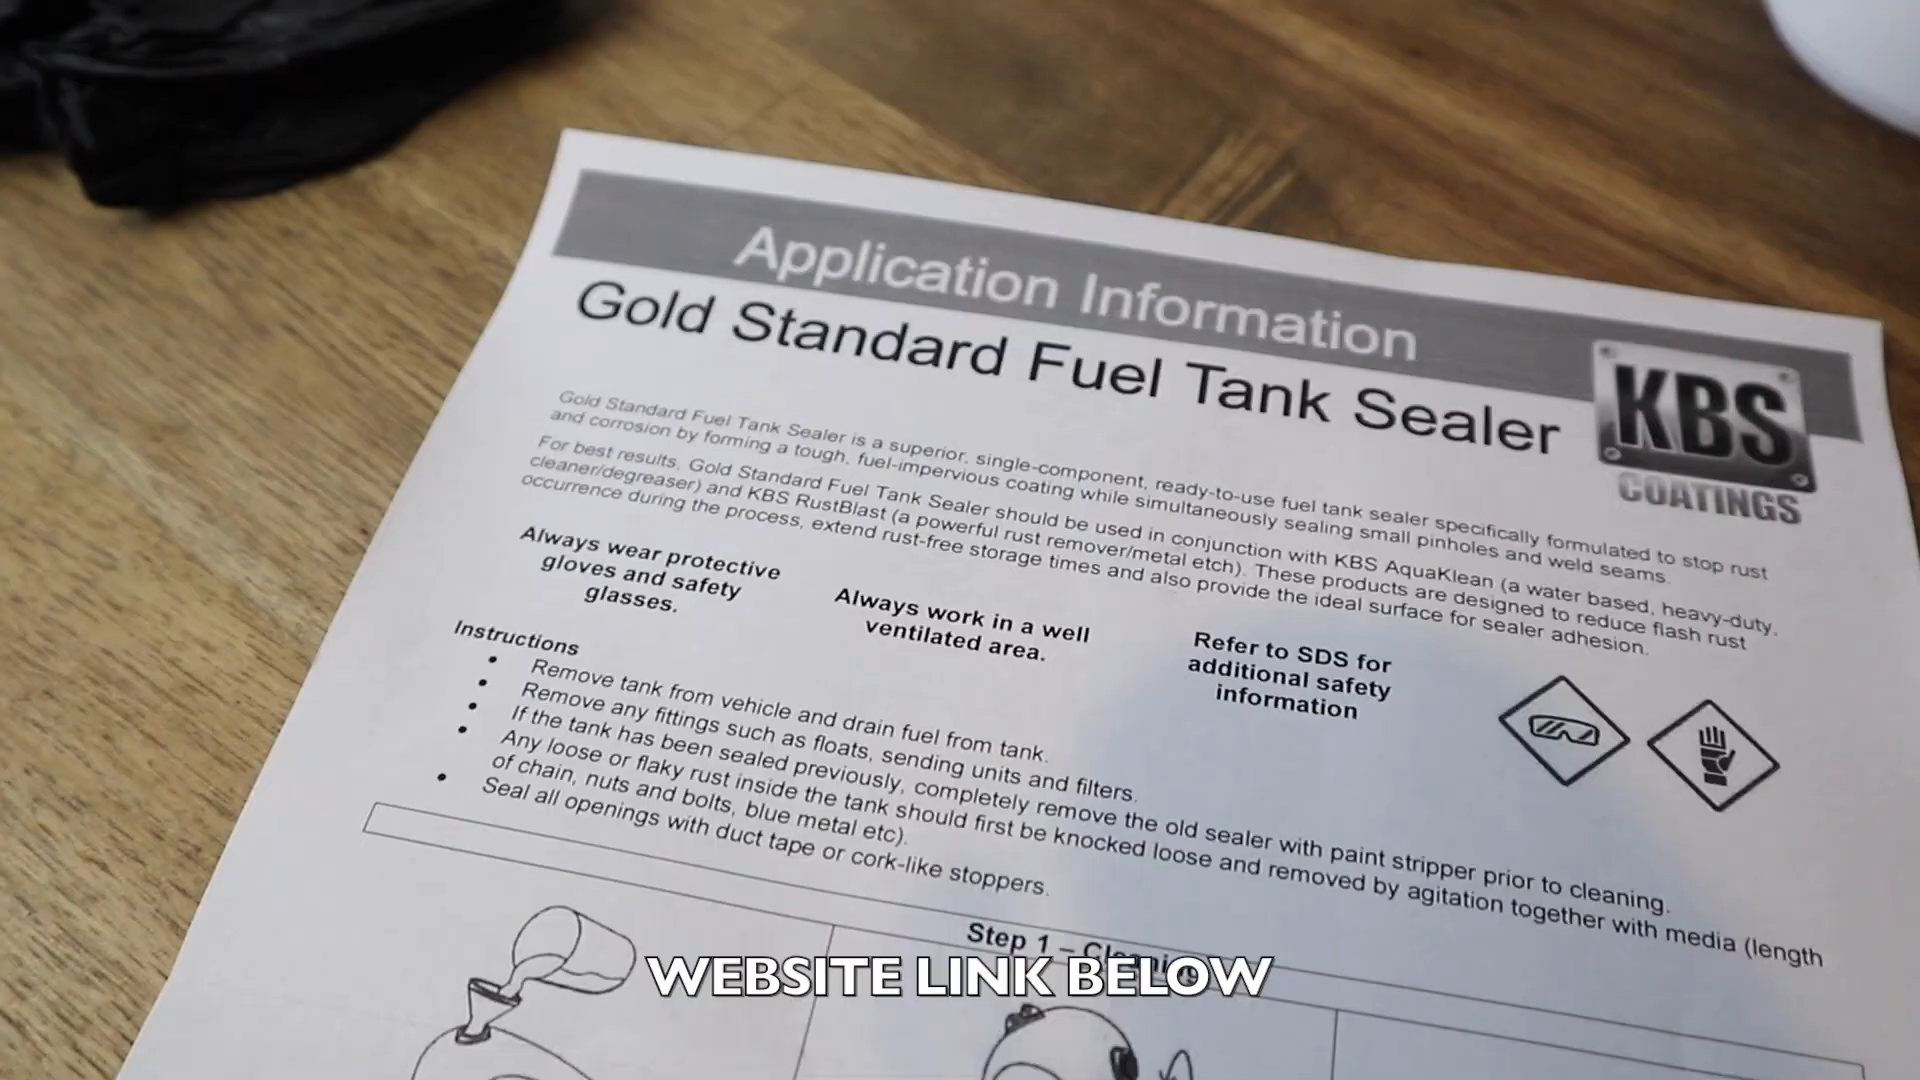 Application Information
Gold Standard Fuel Tank Sealer
KBS
COATINGS
Gold Standard Fuel Tank Sealer is a superior, single-component, ready-to-use fuel tank sealer specifically formulated to stop rust
and corrosion by forming a tough, fuel-impervious coating while simultaneously sealing small pinholes and weld seams.
For best results, Gold Standard Fuel Tank Sealer should be used in conjunction with KBS AquaKlean (a water based, heavy-duty,
cleaner/degreaser) and KBS RustBlast (a powerful rust remover/metal etch). These products are designed to reduce flash rust
occurrence during the process, extend rust-free storage times and also provide the ideal surface for sealer adhesion.
Always wear protective
gloves and safety
glasses.
Always work in a well
ventilated area.
Refer to SDS for
additional safety
information
Instructions
• Remove tank from vehicle and drain fuel from tank.
• Remove any fittings such as floats, sending units and filters.
• If the tank has been sealed previously, completely remove the old sealer with paint stripper prior to cleaning.
• Any loose or flaky rust inside the tank should first be knocked loose and removed by agitation together with media (length
of chain, nuts and bolts, blue metal etc).
• Seal all openings with duct tape or cork-like stoppers.
Step 1 – Cleaning
WEBSITE LINK BELOW